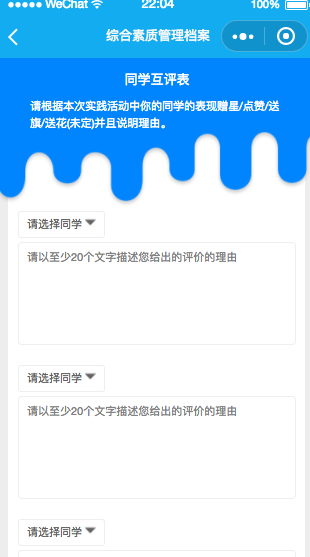 WeChat
22:04
100%
综合素质管理档案
同学互评表
请根据本次实践活动中你的同学的表现赠星/点赞/送
旗/送花(未定)并且说明理由。
请选择同学
请以至少20个文字描述您给出的评价的理由
请选择同学
请以至少20个文字描述您给出的评价的理由
请选择同学